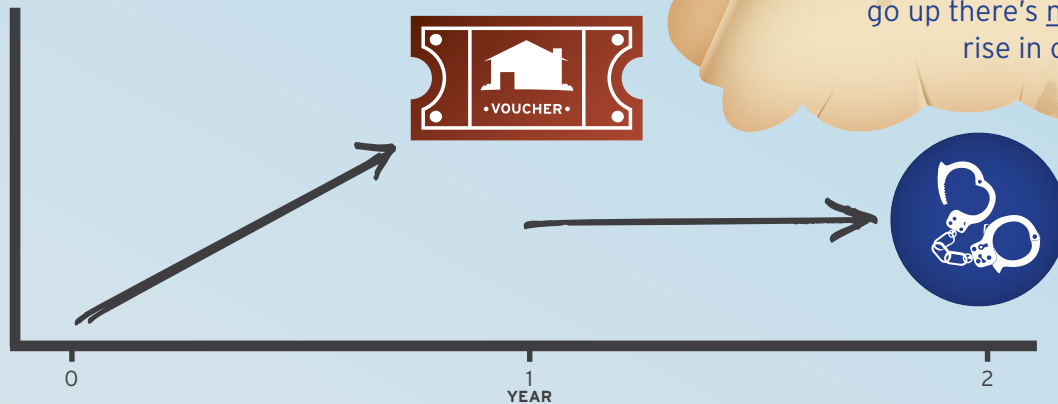 go up there's
rise in
•VOUCHER•
0 1 2
YEAR